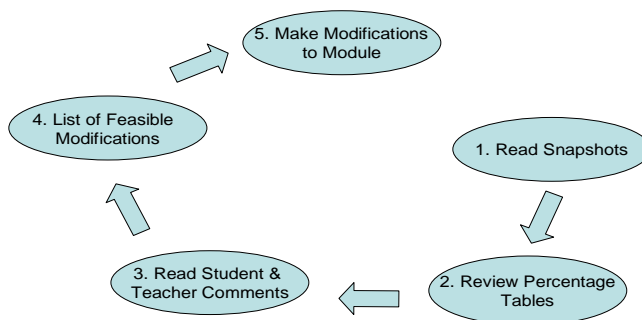 5. Make Modifications
to Module
4. List of Feasible
Modifications
1. Read Snapshots
3. Read Student &
Teacher Comments
2. Review Percentage
Tables